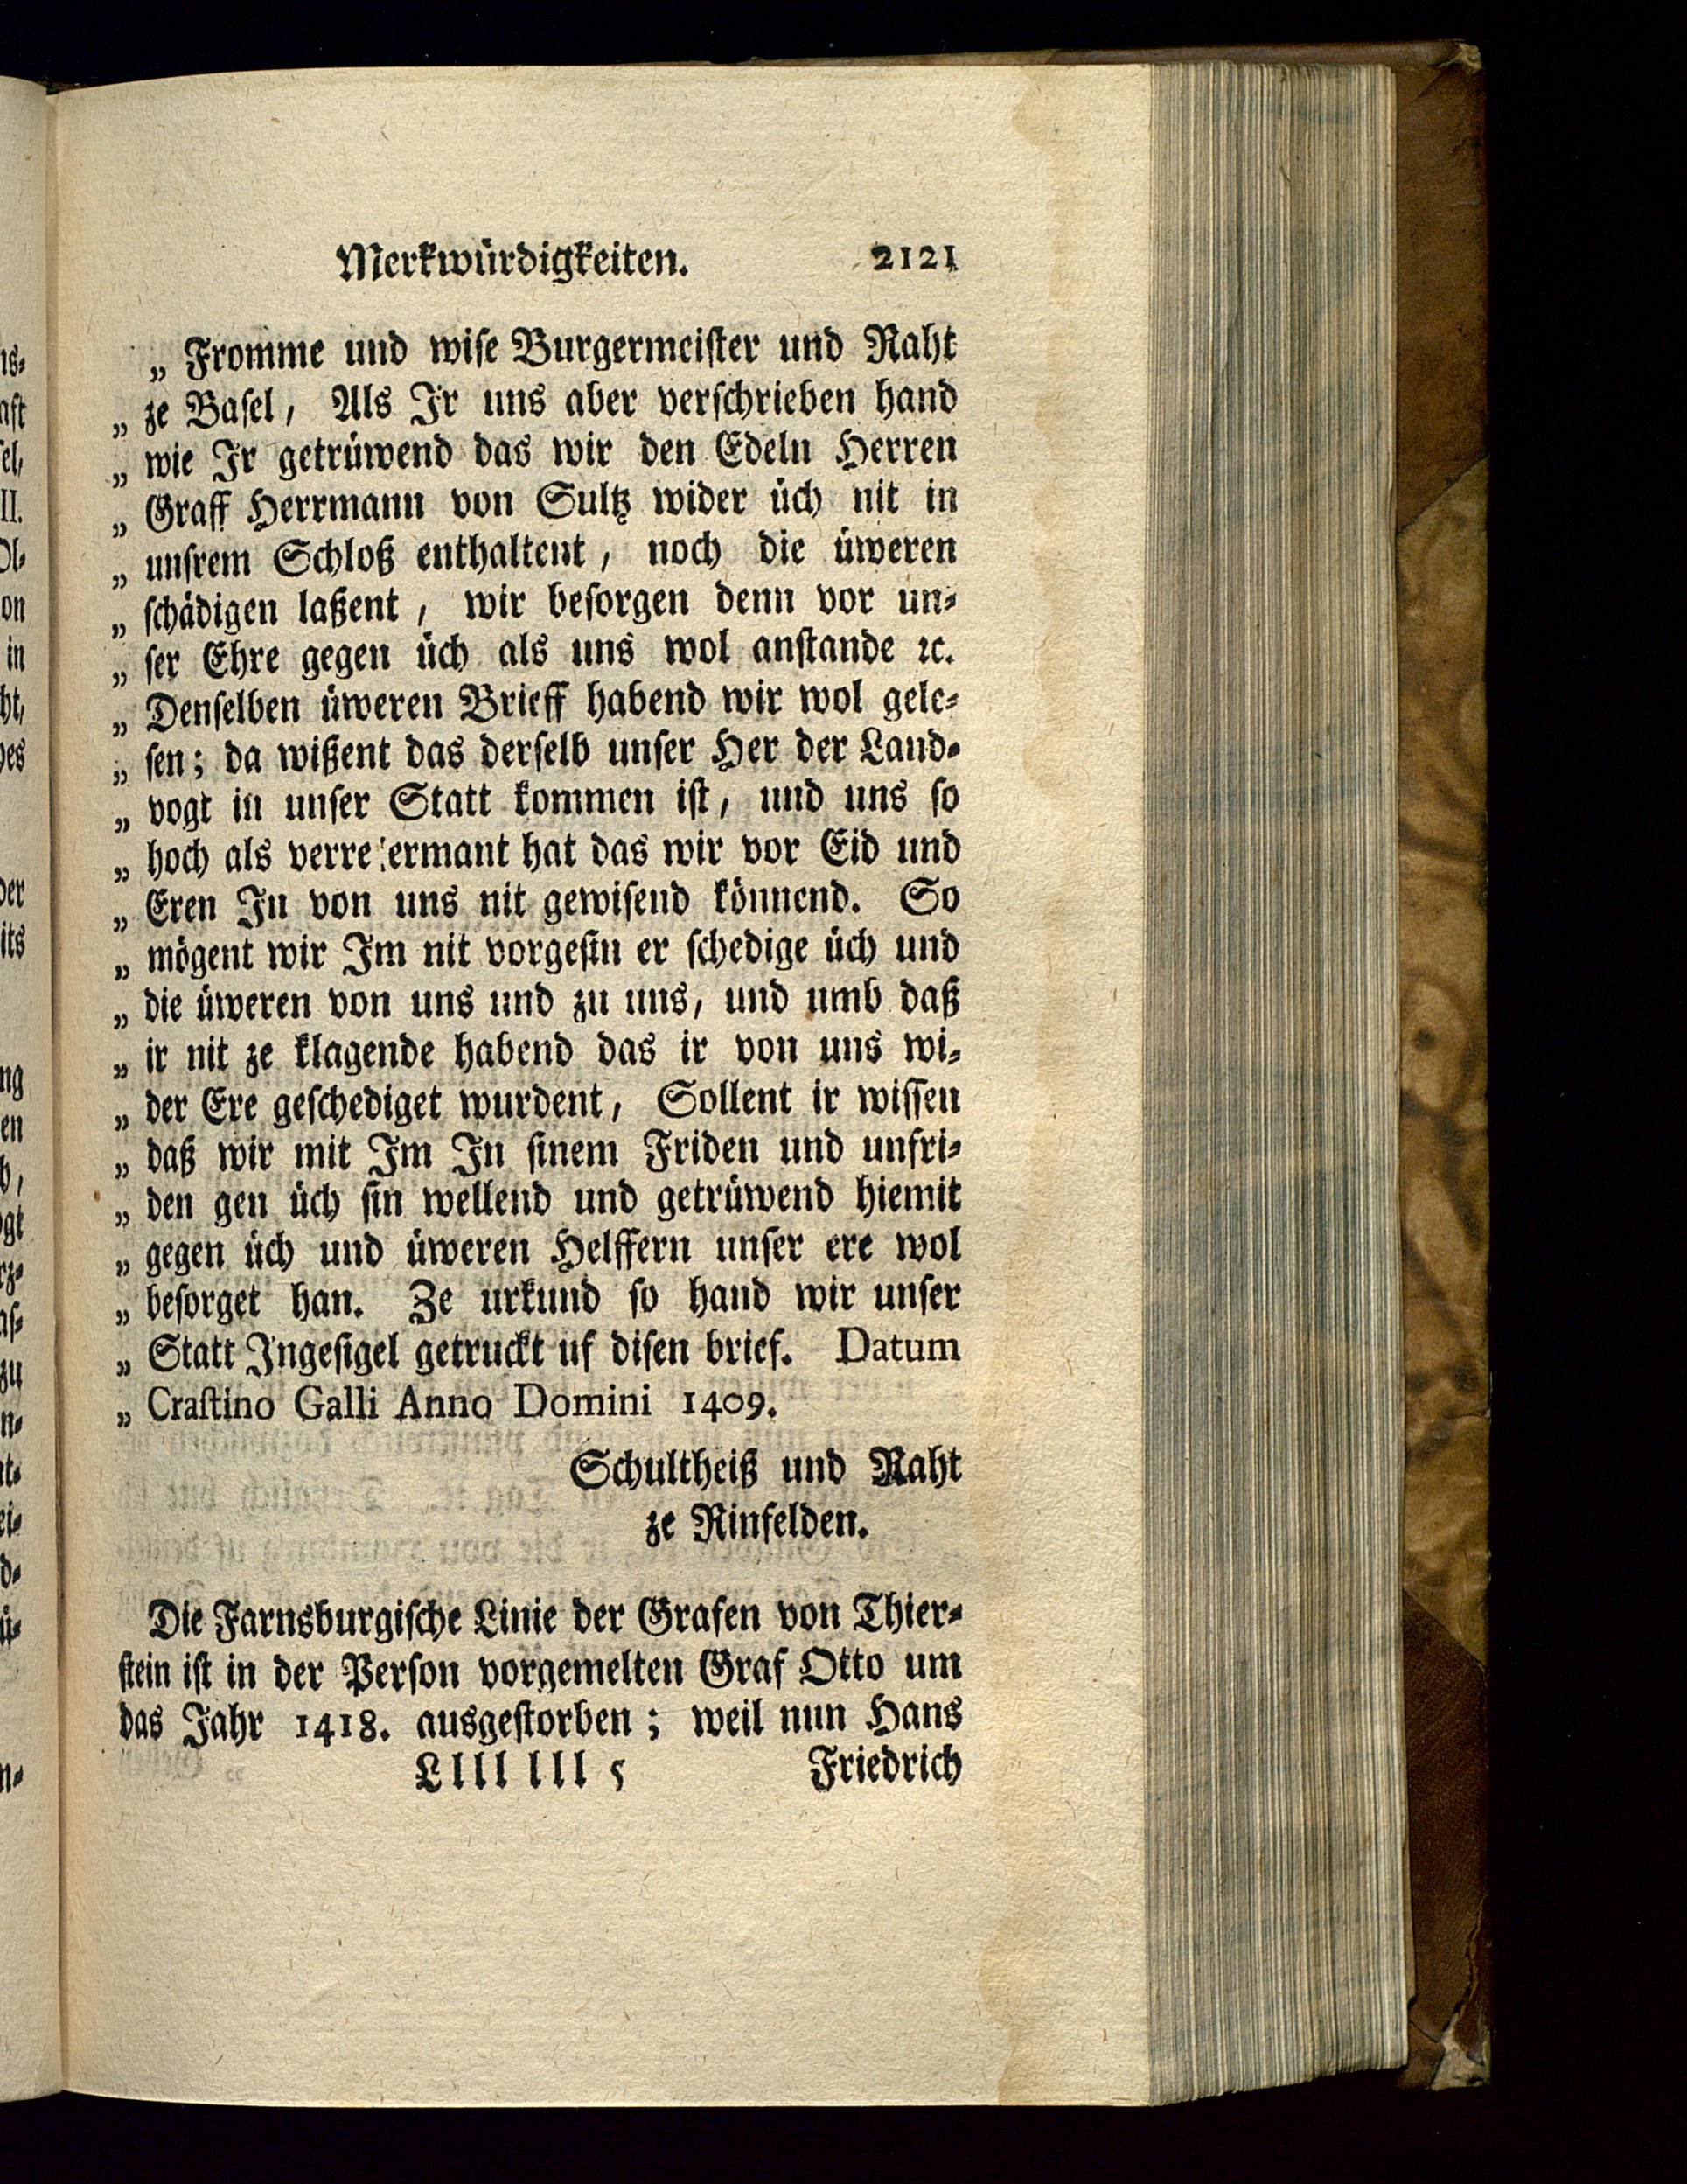 Merkwürdigkeiten. 2121
„ Fromme und wiſe Burgermeiſter und Raht
„ ze Baſel, Als Jr uns aber verſchrieben hand
„ wie Jr getrüwend das wir den Edeln Herren
„ Graff Herrmann von Sultz wider üch nit in
„ unſrem Schloß enthaltent, noch die üweren
„ ſchädigen laßent, wir beſorgen denn vor un⸗
„ ſer Ehre gegen üch als uns wol anſtande ꝛc.
„ Denſelben üweren Brieff habend wir wol gele⸗
„ ſen; da wißent das derſelb unſer Her der Land⸗
„ vogt in unſer Statt kommen iſt, und uns ſo
„ hoch als verre ermant hat das wir vor Eid und
„ Eren Jn von uns nit gewiſend könnend. So
„ mögent wir Jm nit vorgeſin er ſchedige üch und
„ die üweren von uns und zu uns, und umb daß
„ ir nit ze klagende habend das ir von uns wi⸗
„ der Ere geſchediget wurdent, Sollent ir wiſſen
„ daß wir mit Jm Jn ſinem Friden und unfri⸗
„ den gen üch ſin wellend und getrüwend hiemit
„ gegen üch und üweren Helffern unſer ere wol
„ beſorget han. Ze urkund ſo hand wir unſer
„ Statt Jngeſigel getruckt uf diſen brief. Datum
„ Craſtino Galli Anno Domini 1409.
Schultheiß und Raht
ze Rinfelden.
Die Farnsburgiſche Linie der Grafen von Thier⸗
ſtein iſt in der Perſon vorgemelten Graf Otto um
das Jahr 1418. ausgeſtorben; weil nun Hans
Llll lll 5 Friedrich